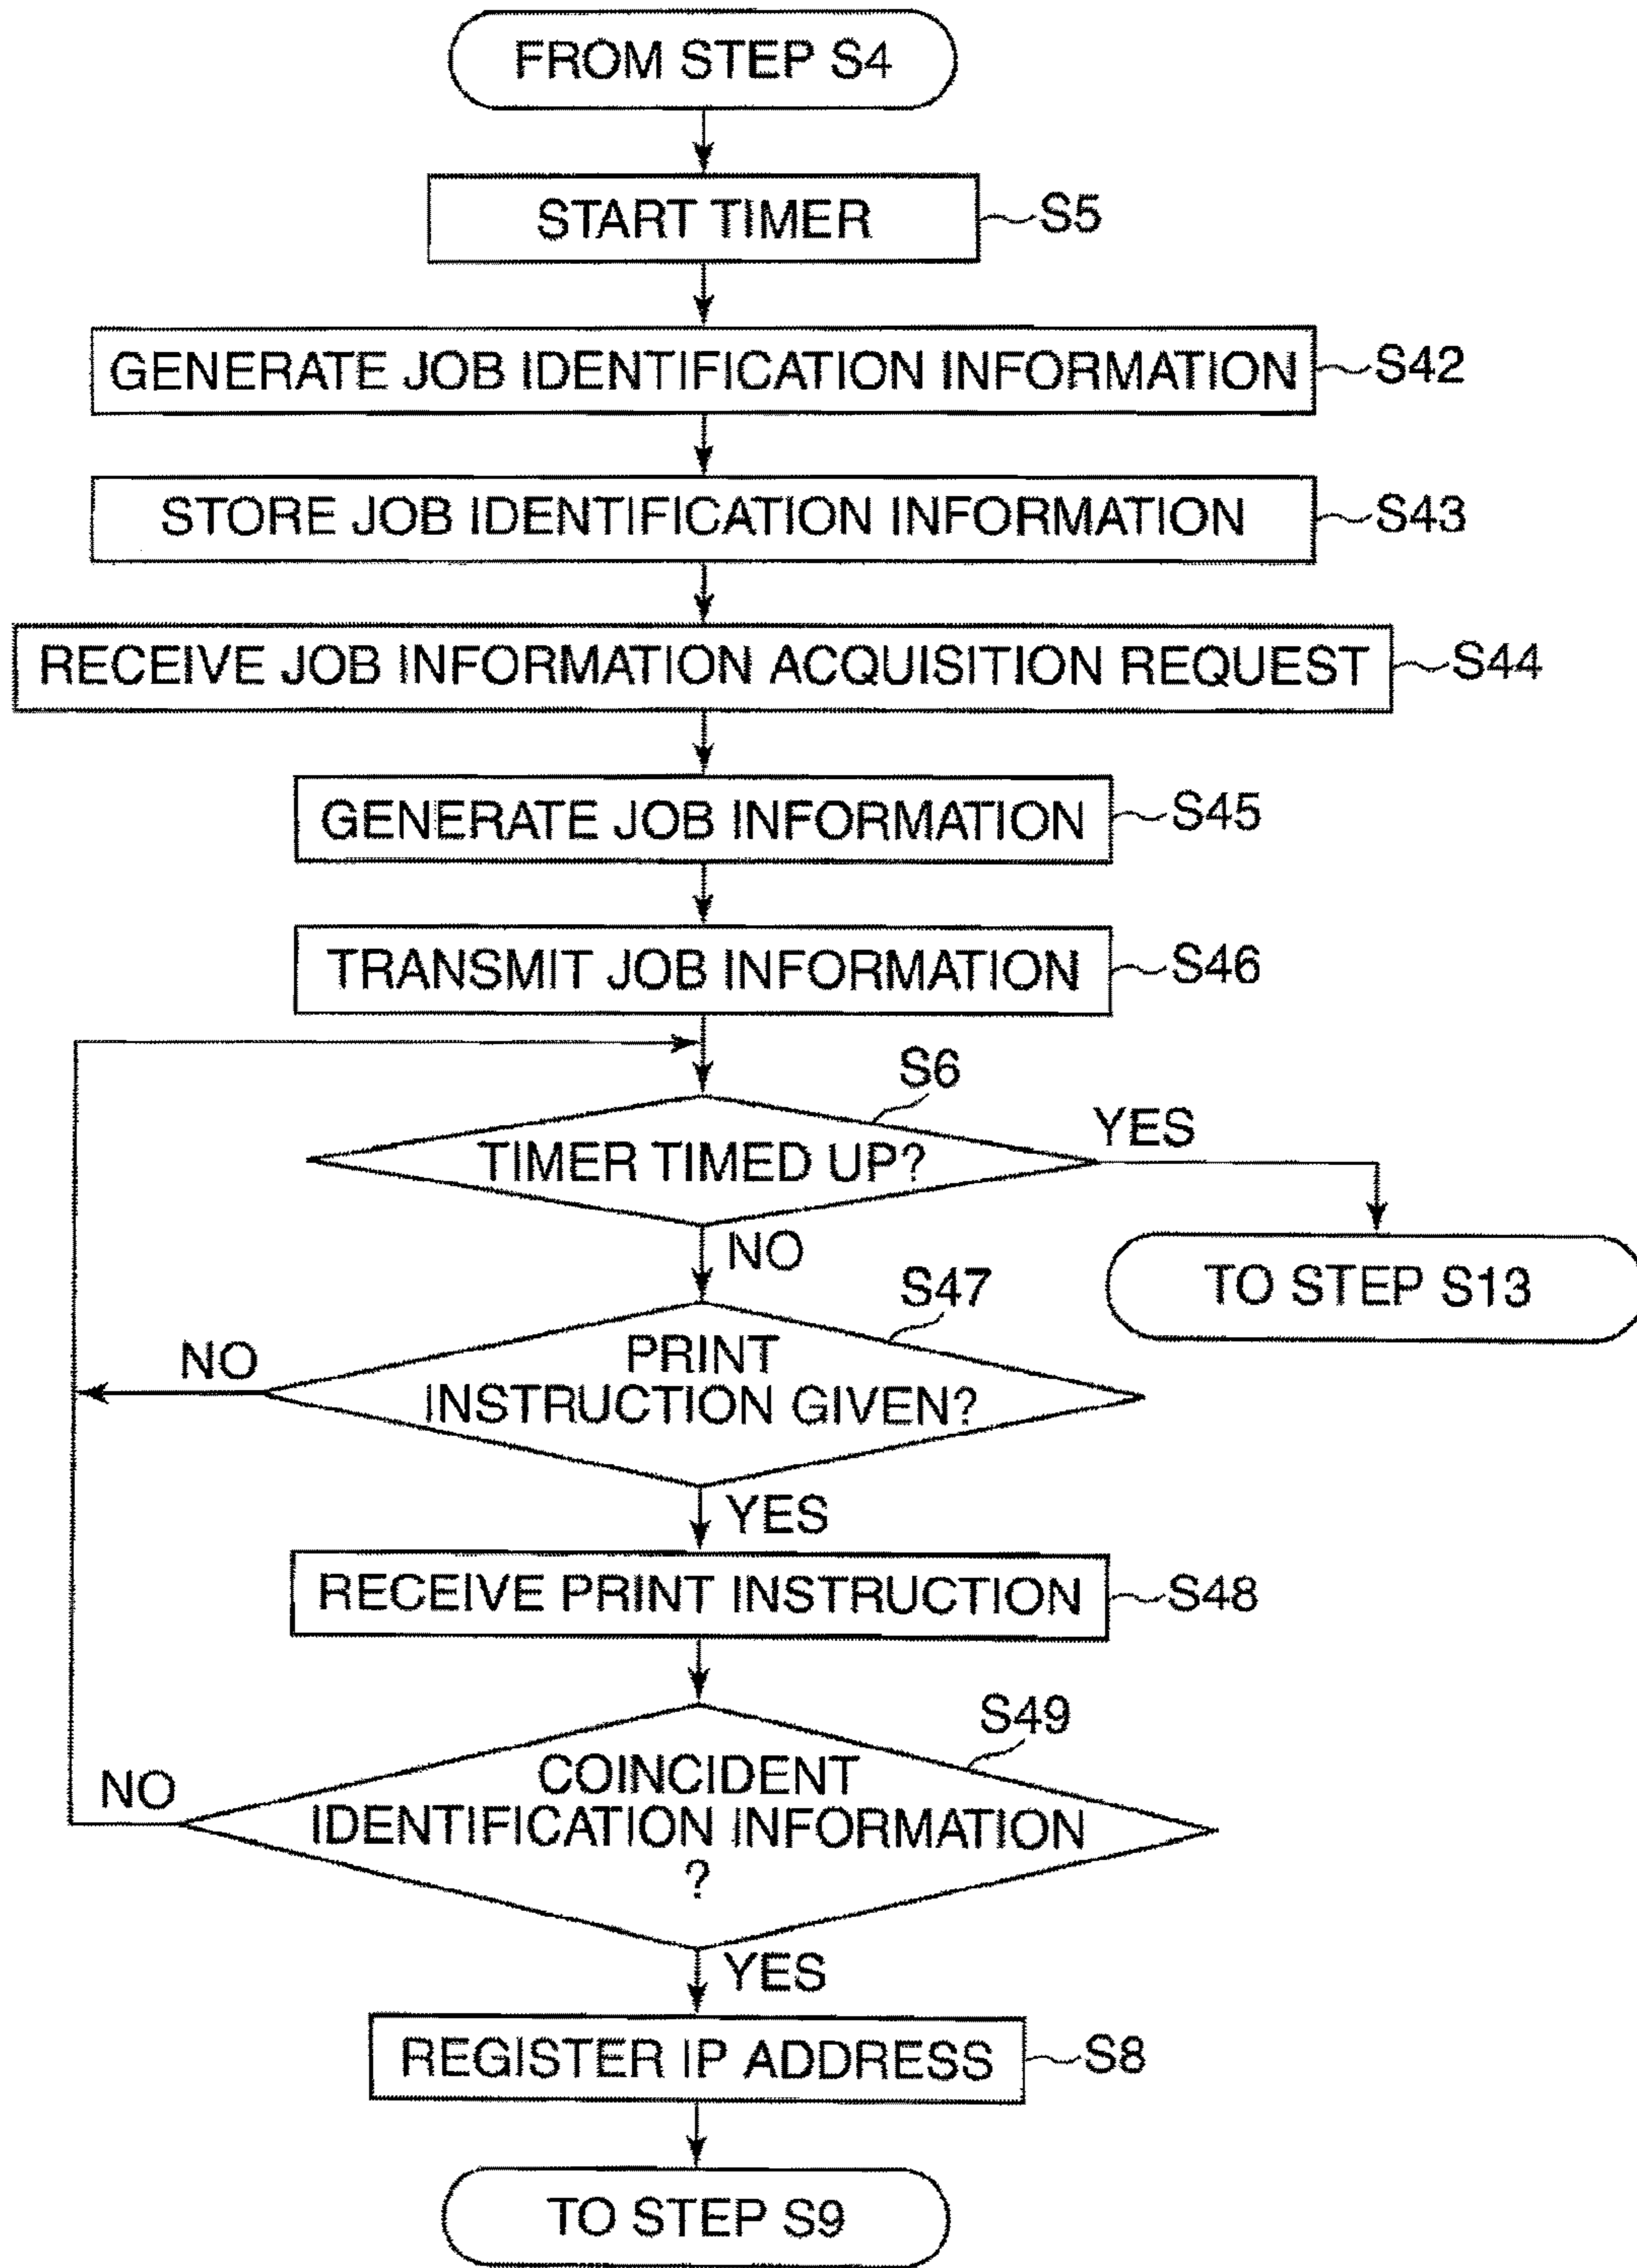 FROM STEP S4
START TIMER
S5
GENERATE JOB IDENTIFICATION INFORMATION
S42
STORE JOB IDENTIFICATION INFORMATION
S43
RECEIVE JOB INFORMATION ACQUISITION REQUEST
S44
GENERATE JOB INFORMATION
S45
TRANSMIT JOB INFORMATION
S46
S6
TIMER TIMED UP?
YES
NO
TO STEP S13
S47
PRINT
INSTRUCTION GIVEN?
NO
YES
RECEIVE PRINT INSTRUCTION
S48
S49
COINCIDENT
IDENTIFICATION INFORMATION
?
NO
YES
REGISTER IP ADDRESS
S8
TO STEP S9